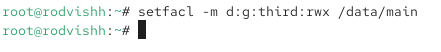 root@rodvishh:~# setfacl -m d:g:third:rwx /data/main
root@rodvishh:~#